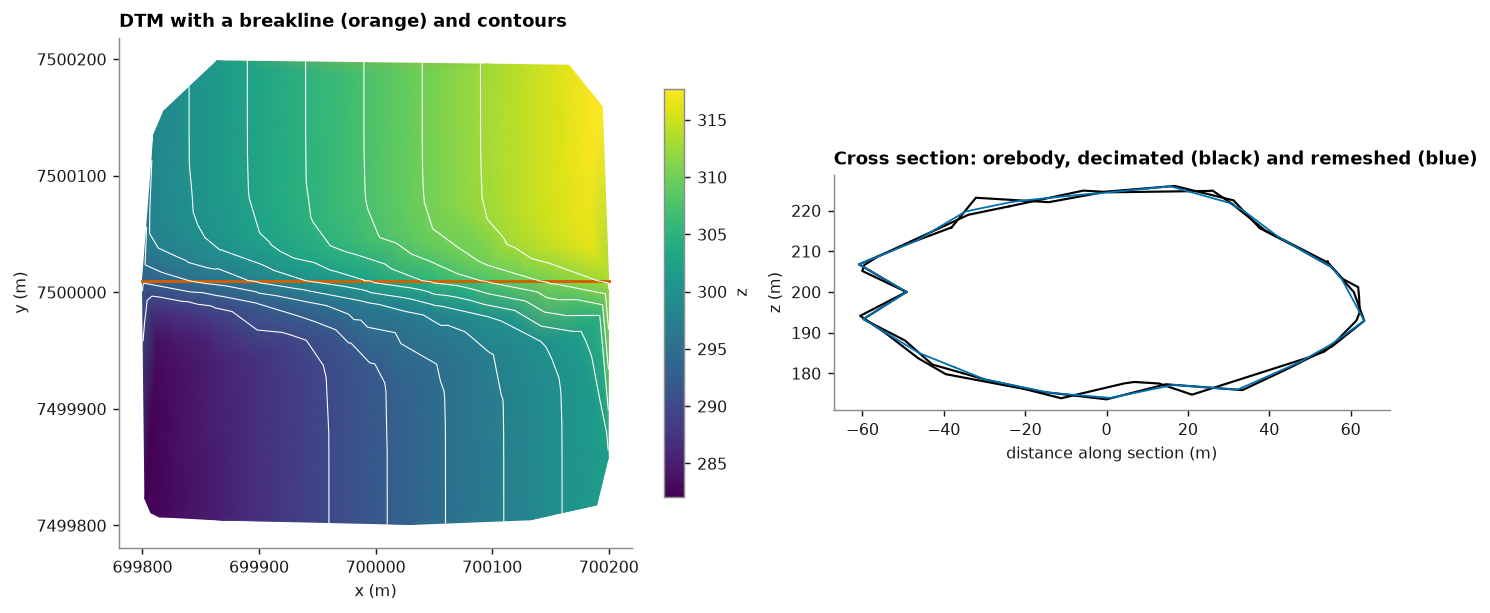 DTM with a breakline (orange) and contours
7500200
7500100
7500000
7499900
7499800
y (m)
699800 699900 700000 700100 700200
x (m)
315
310
305
300
295
290
285
z
Cross section: orebody, decimated (black) and remeshed (blue)
220
210
200
190
180
z (m)
−60 −40 −20 0 20 40 60
distance along section (m)